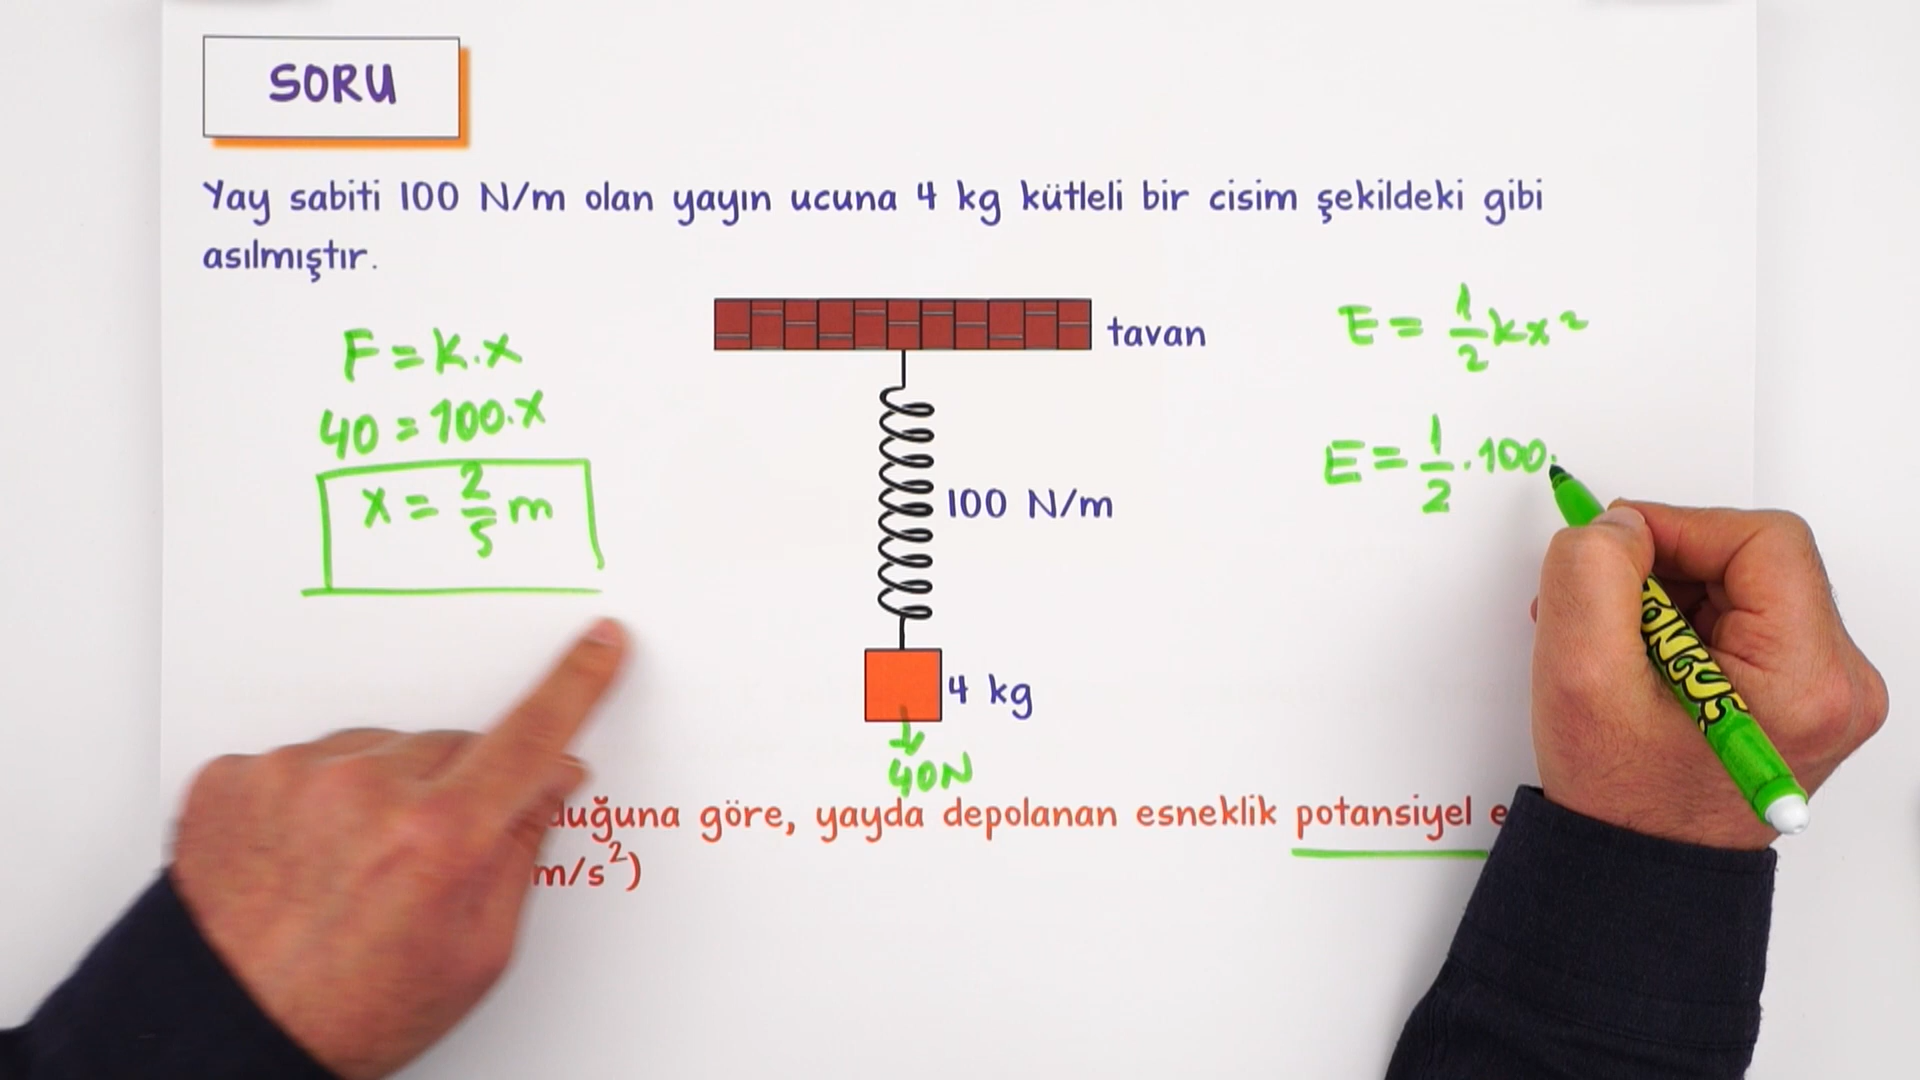 SORU
Yay sabiti 100 N/m olan yayın ucuna 4 kg kütleli bir cisim şekildeki gibi
asılmıştır.
F = k.x
40 = 100.x
x = 2/5 m
tavan
100 N/m
4 kg
40N
E = 1/2 kx²
E = 1/2 . 100.
duğuna göre, yayda depolanan esneklik potansiyel e
m/s²)
TONGUÇ